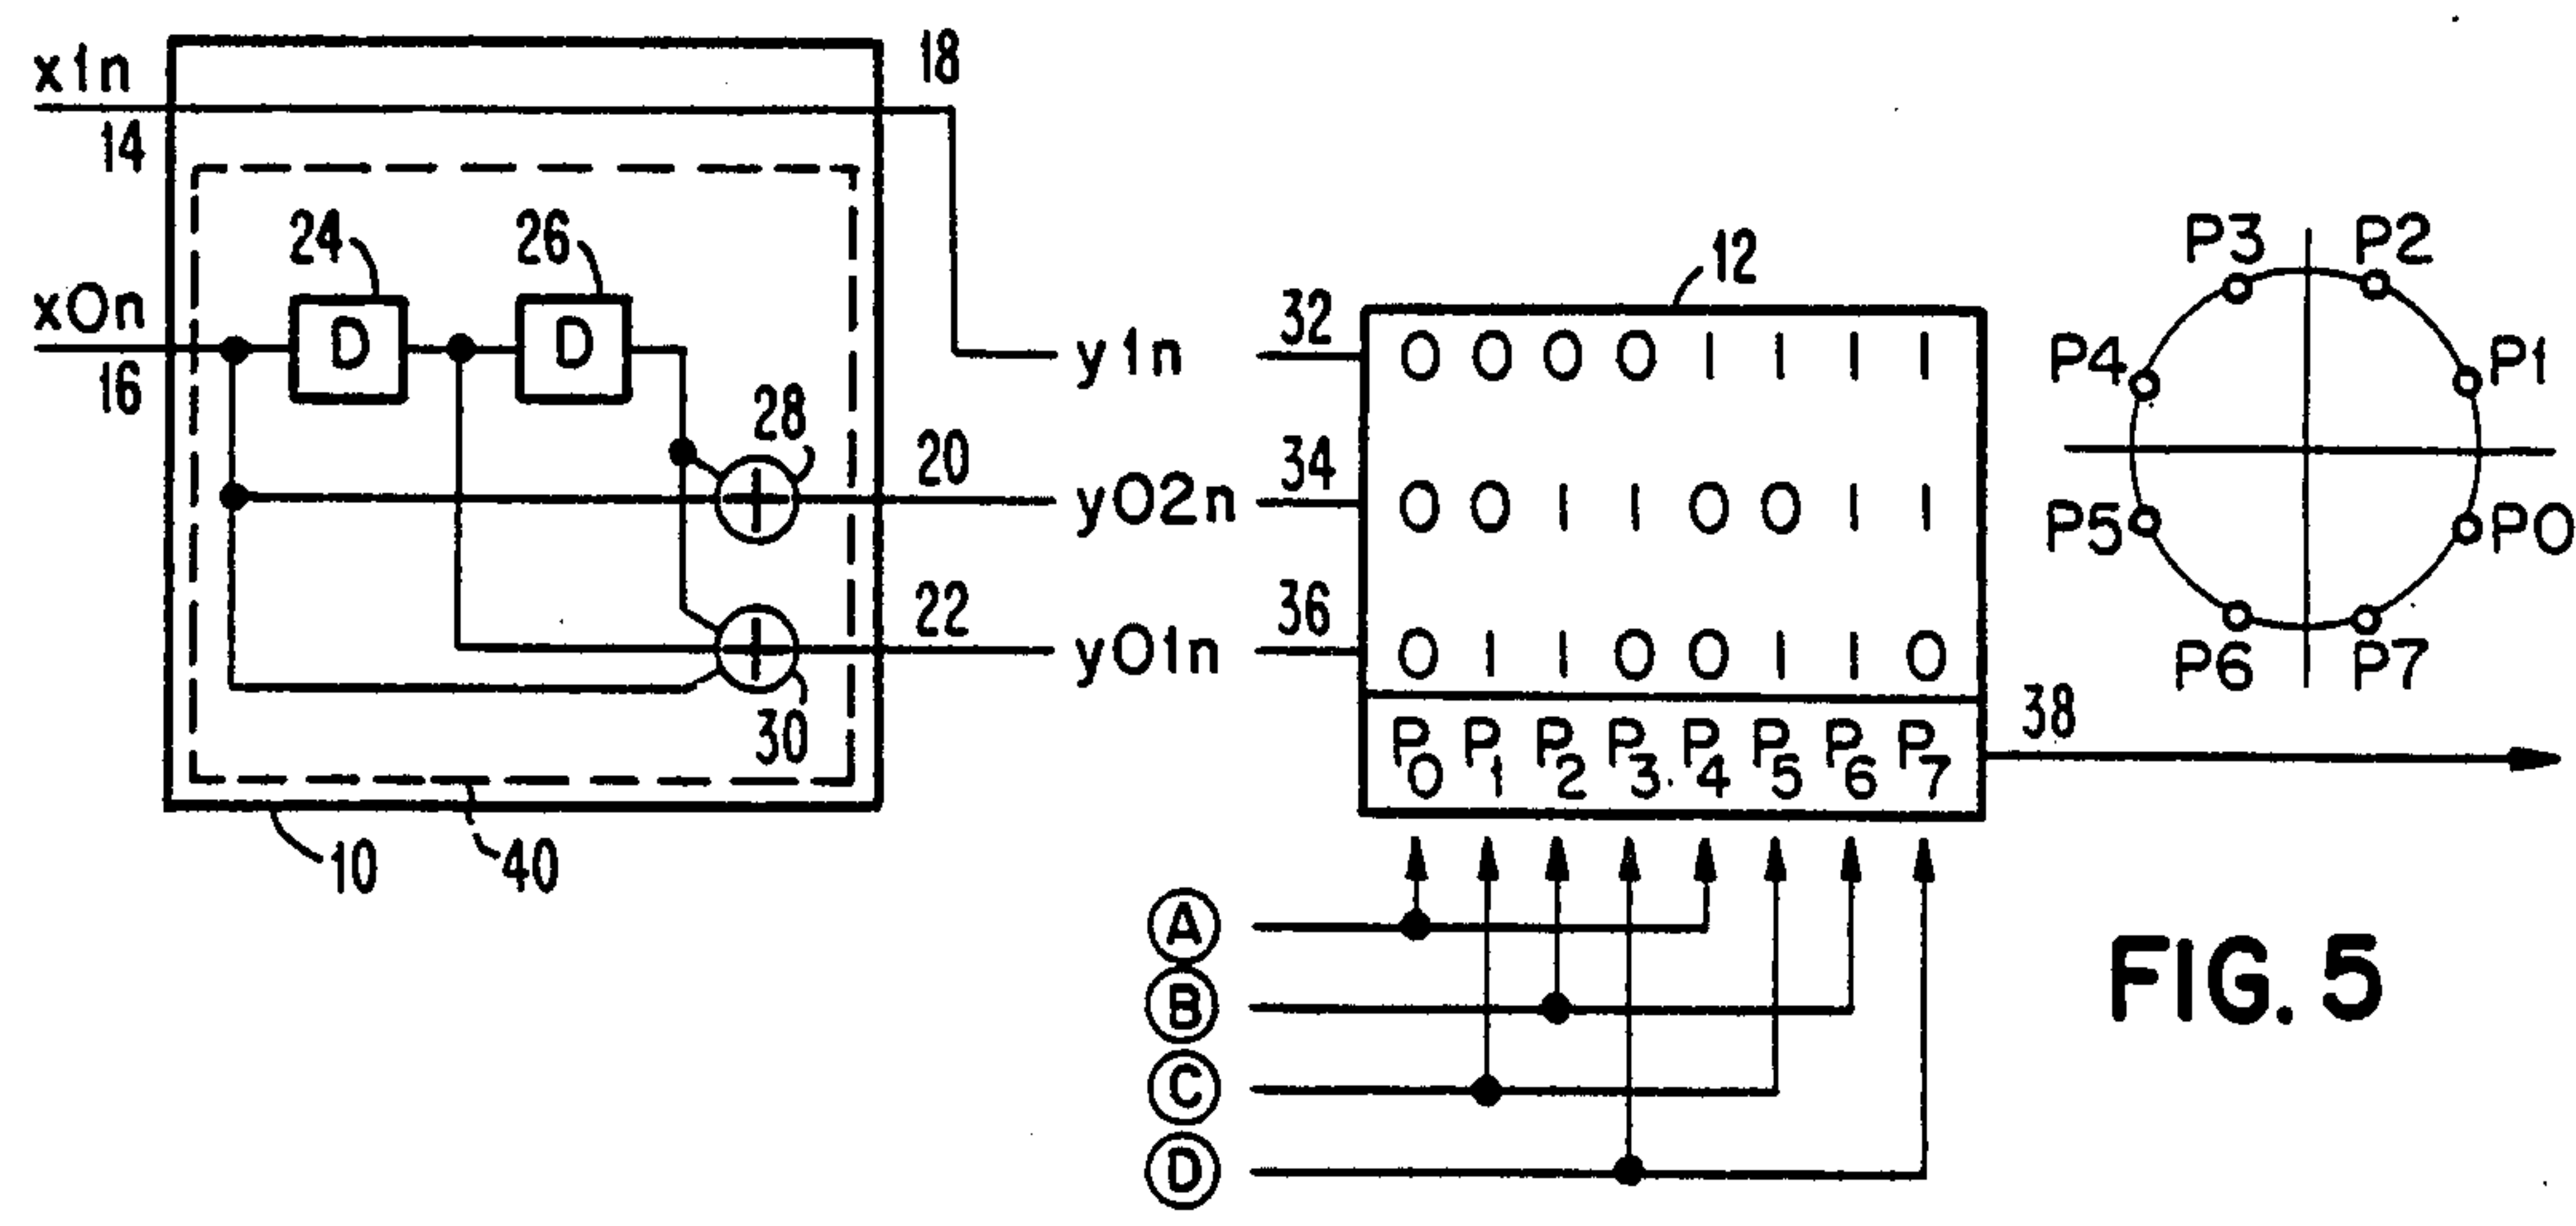 x1n
14
18
24
26
x0n
16
D
D
28
20
22
30
10
40
y1n
y02n
y01n
32
34
36
12
0 0 0 0 1 1 1 1
0 0 1 1 0 0 1 1
0 1 1 0 0 1 1 0
P0 P1 P2 P3 P4 P5 P6 P7
38
P3
P2
P4
P1
P5
P0
P6
P7
A
B
C
D
FIG. 5